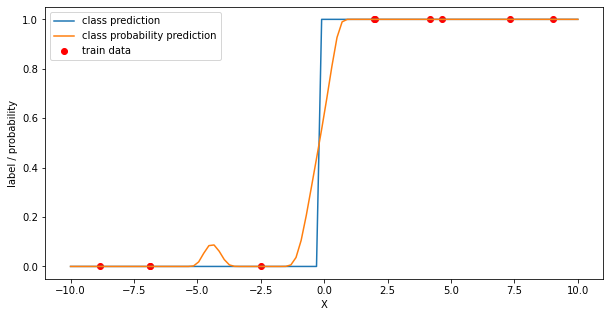 class prediction
class probability prediction
train data
label / probability
1.0
0.8
0.6
0.4
0.2
0.0
−10.0 −7.5 −5.0 −2.5 0.0 2.5 5.0 7.5 10.0
X